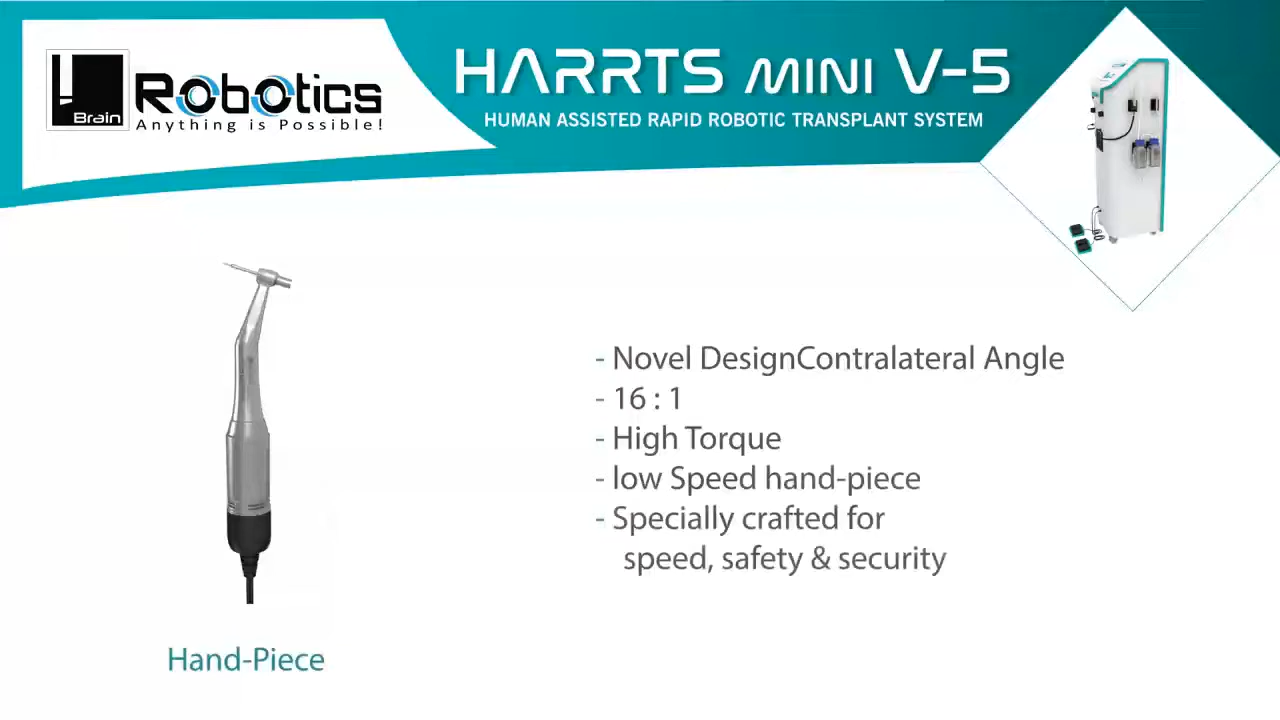 Brain
Robotics
Anything is Possible!
HARRTS MINI V-5
HUMAN ASSISTED RAPID ROBOTIC TRANSPLANT SYSTEM
- Novel DesignContralateral Angle
- 16 : 1
- High Torque
- low Speed hand-piece
- Specially crafted for
speed, safety & security
Hand-Piece